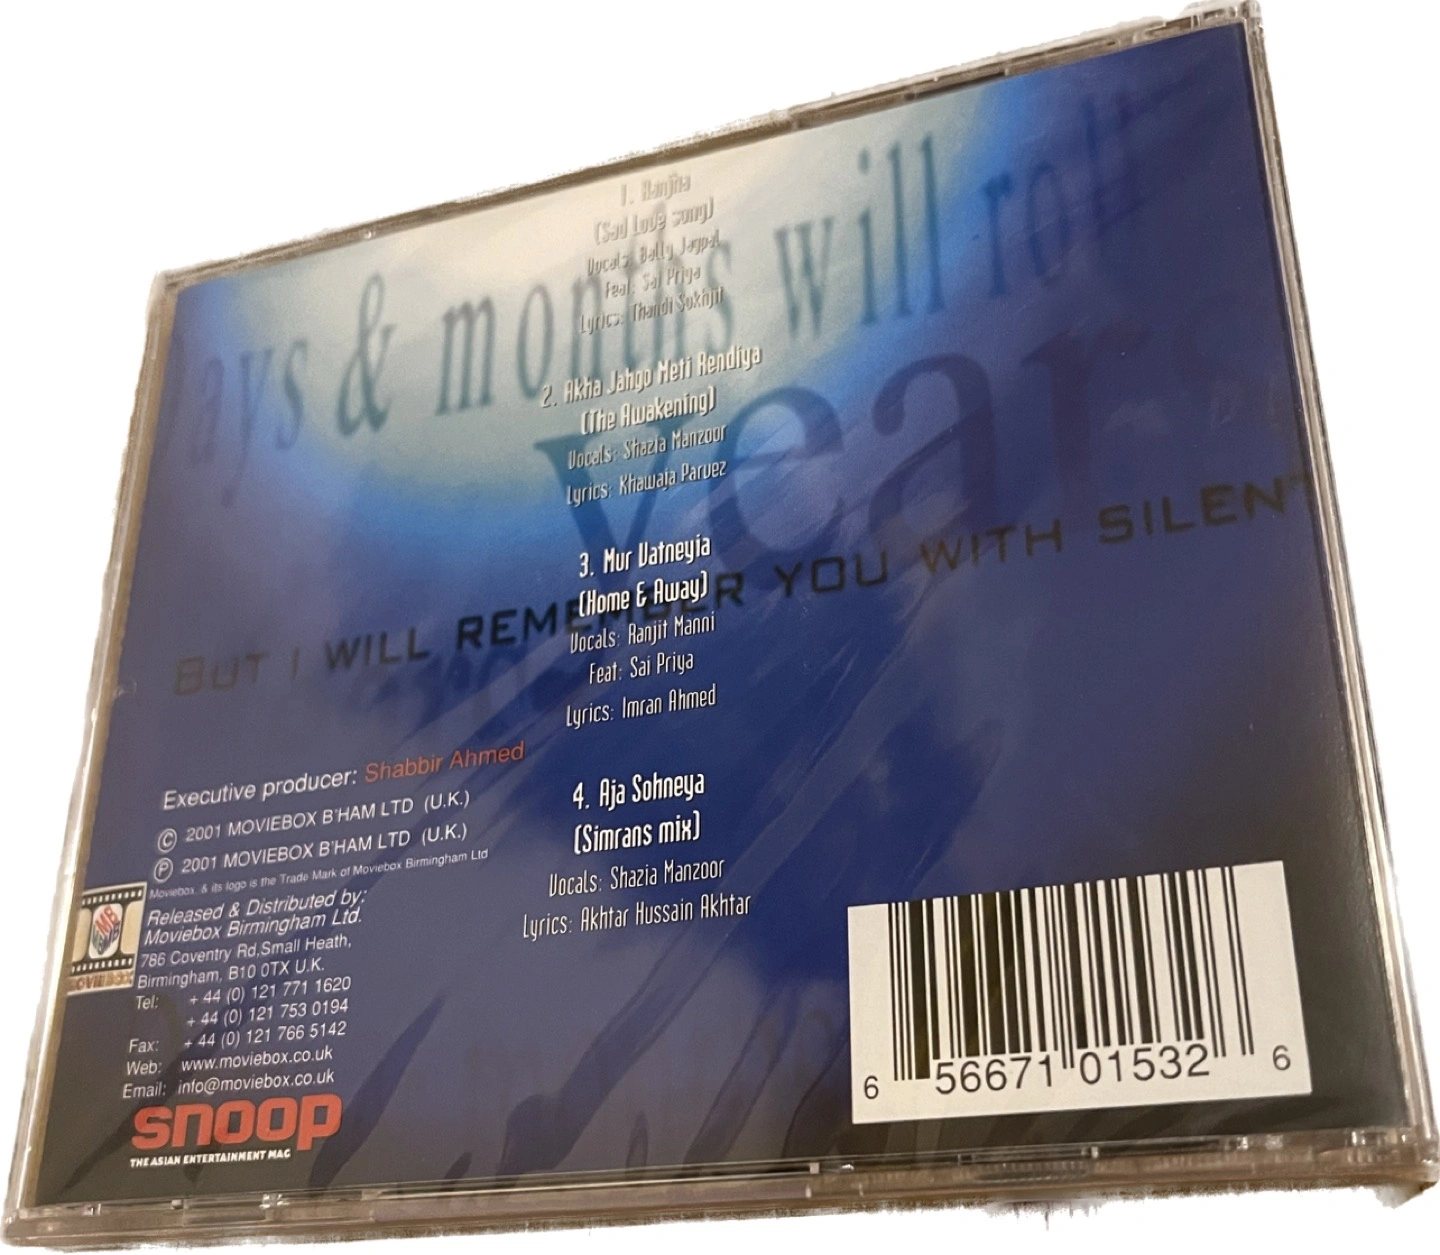 ays & months will roll
year
BUT I WILL REMEMBER YOU WITH SILENT
1. Ranjha
(Sad Love song)
Vocals: Bally Jagpal
Feat: Sai Priya
Lyrics: Thandi Sukhjit
2. Akha Jahgo Meti Rendiya
(The Awakening)
Vocals: Shazia Manzoor
Lyrics: Khawaja Parvez
3. Mur Vatneyia
(Home & Away)
Vocals: Ranjit Manni
Feat: Sai Priya
Lyrics: Imran Ahmed
4. Aja Sohneya
(Simrans mix)
Vocals: Shazia Manzoor
Lyrics: Akhtar Hussain Akhtar
Executive producer: Shabbir Ahmed
© 2001 MOVIEBOX B'HAM LTD (U.K.)
℗ 2001 MOVIEBOX B'HAM LTD (U.K.)
Moviebox. & its logo is the Trade Mark of Moviebox Birmingham Ltd
Released & Distributed by:
Moviebox Birmingham Ltd.
786 Coventry Rd,Small Heath,
Birmingham, B10 0TX U.K.
Tel: + 44 (0) 121 771 1620
+ 44 (0) 121 753 0194
Fax: + 44 (0) 121 766 5142
Web: www.moviebox.co.uk
Email: info@moviebox.co.uk
snoop
THE ASIAN ENTERTAINMENT MAG
6 56671 01532 6